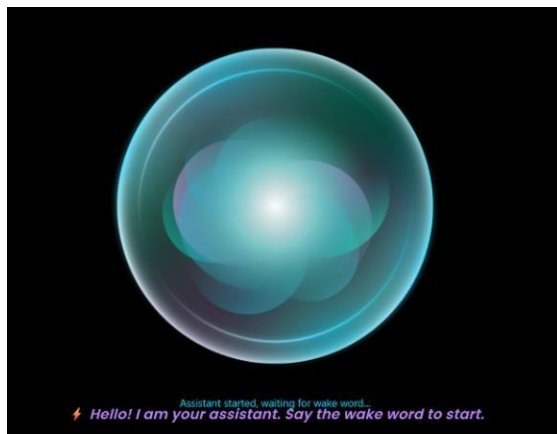 Assistant started, waiting for wake word...
⚡ Hello! I am your assistant. Say the wake word to start.